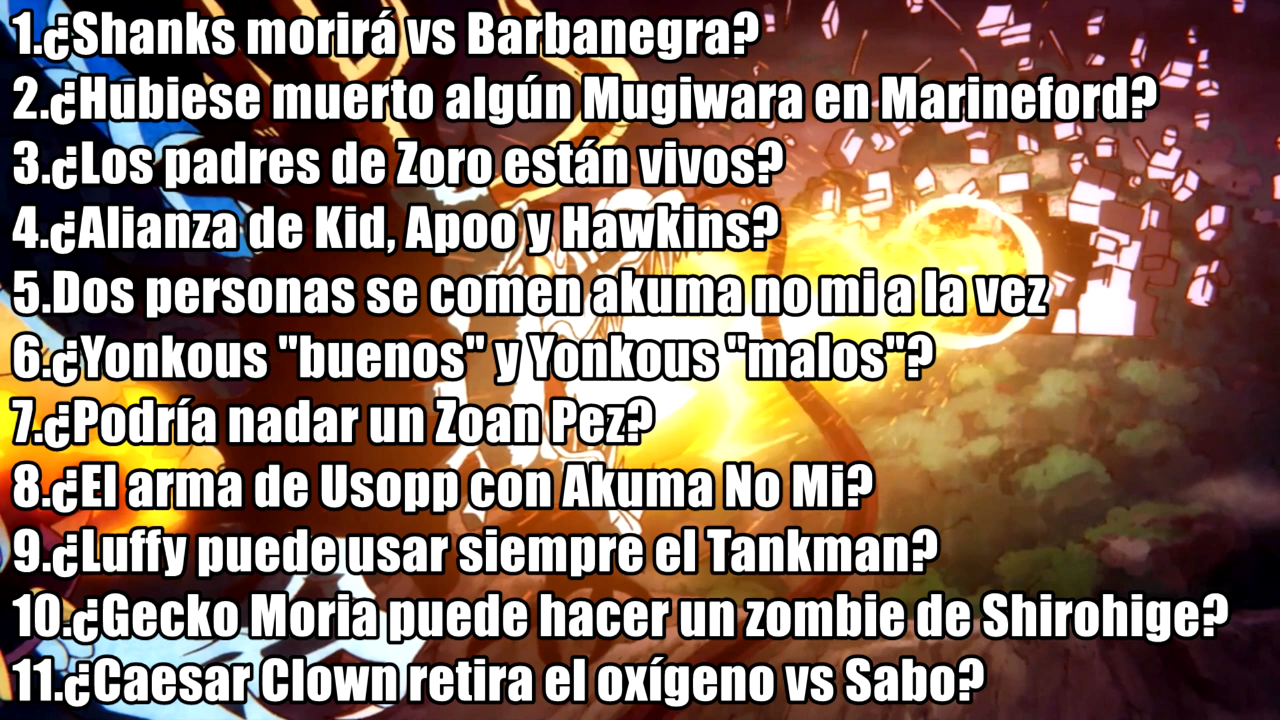 1.¿Shanks morirá vs Barbanegra?
2.¿Hubiese muerto algún Mugiwara en Marineford?
3.¿Los padres de Zoro están vivos?
4.¿Alianza de Kid, Apoo y Hawkins?
5.Dos personas se comen akuma no mi a la vez
6.¿Yonkous "buenos" y Yonkous "malos"?
7.¿Podría nadar un Zoan Pez?
8.¿El arma de Usopp con Akuma No Mi?
9.¿Luffy puede usar siempre el Tankman?
10.¿Gecko Moria puede hacer un zombie de Shirohige?
11.¿Caesar Clown retira el oxígeno vs Sabo?